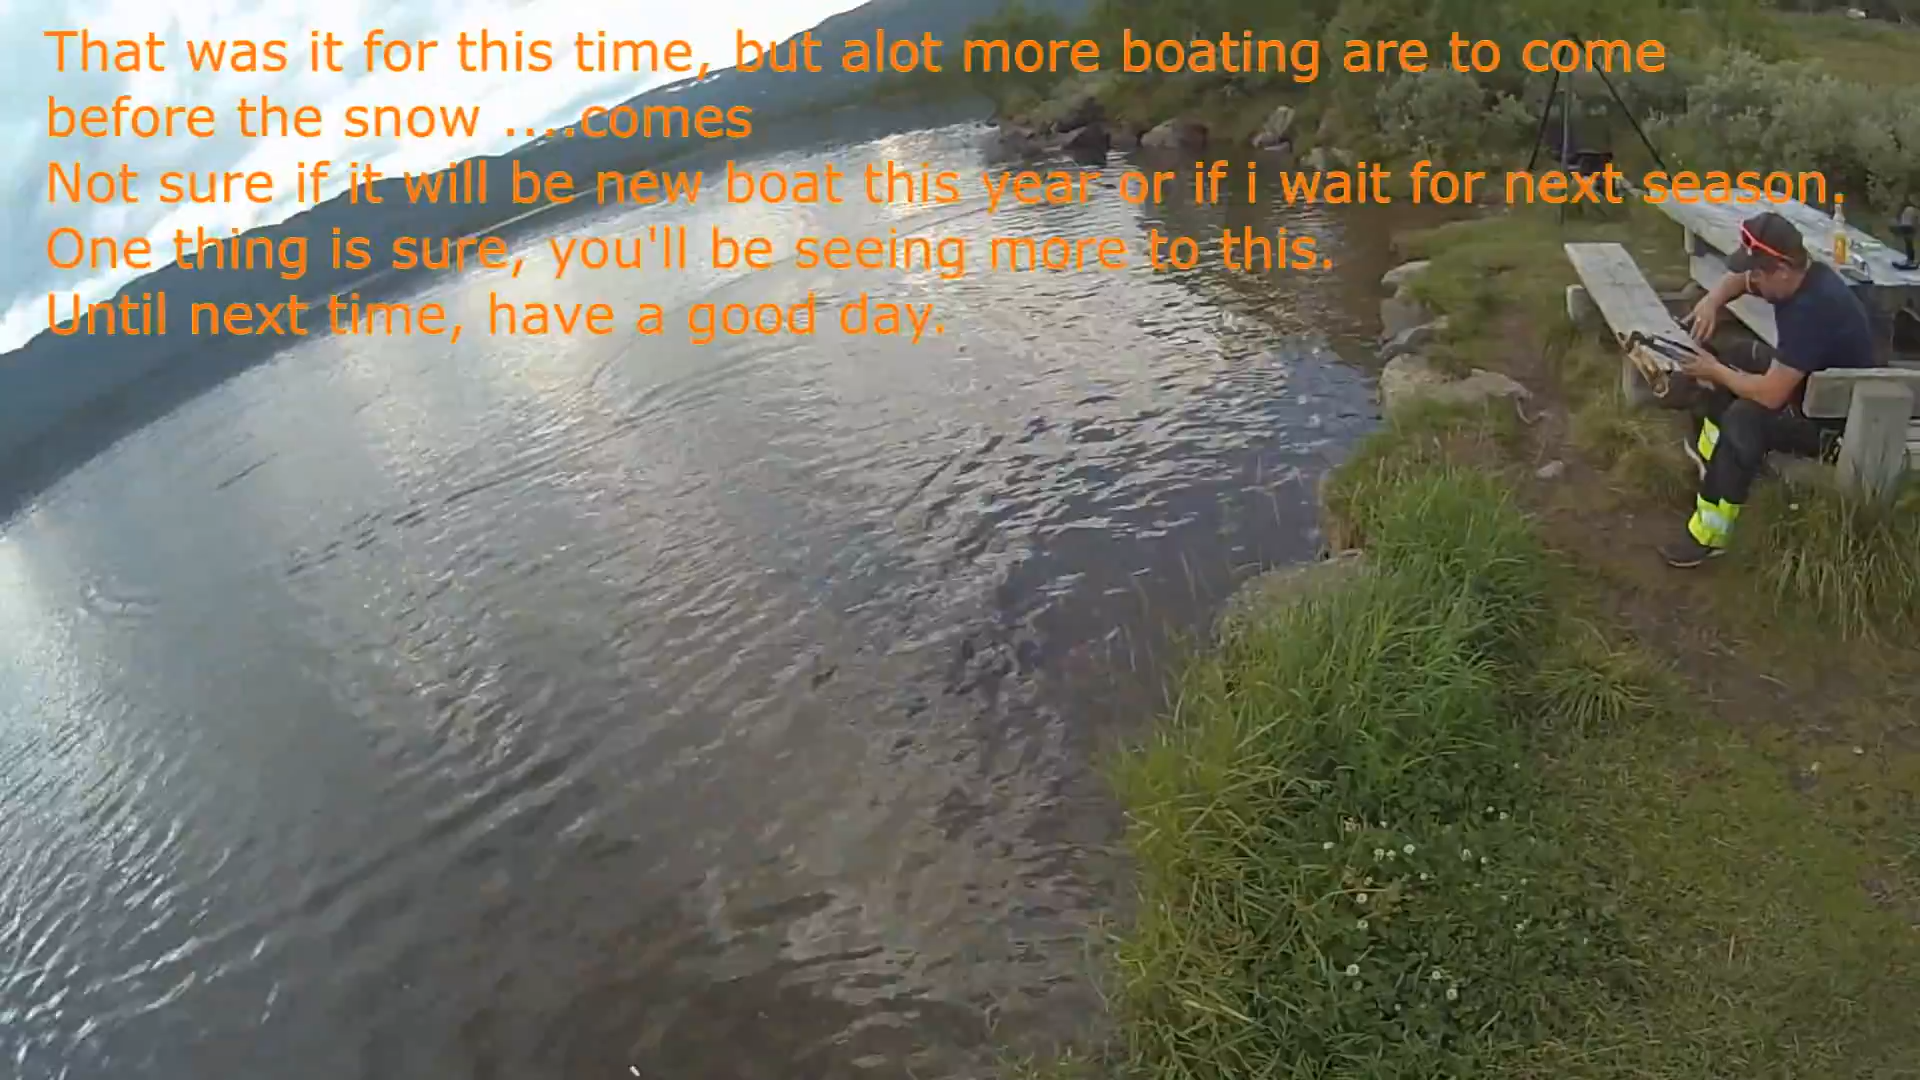 That was it for this time, but alot more boating are to come
before the snow ....comes
Not sure if it will be new boat this year or if i wait for next season.
One thing is sure, you'll be seeing more to this.
Until next time, have a good day.